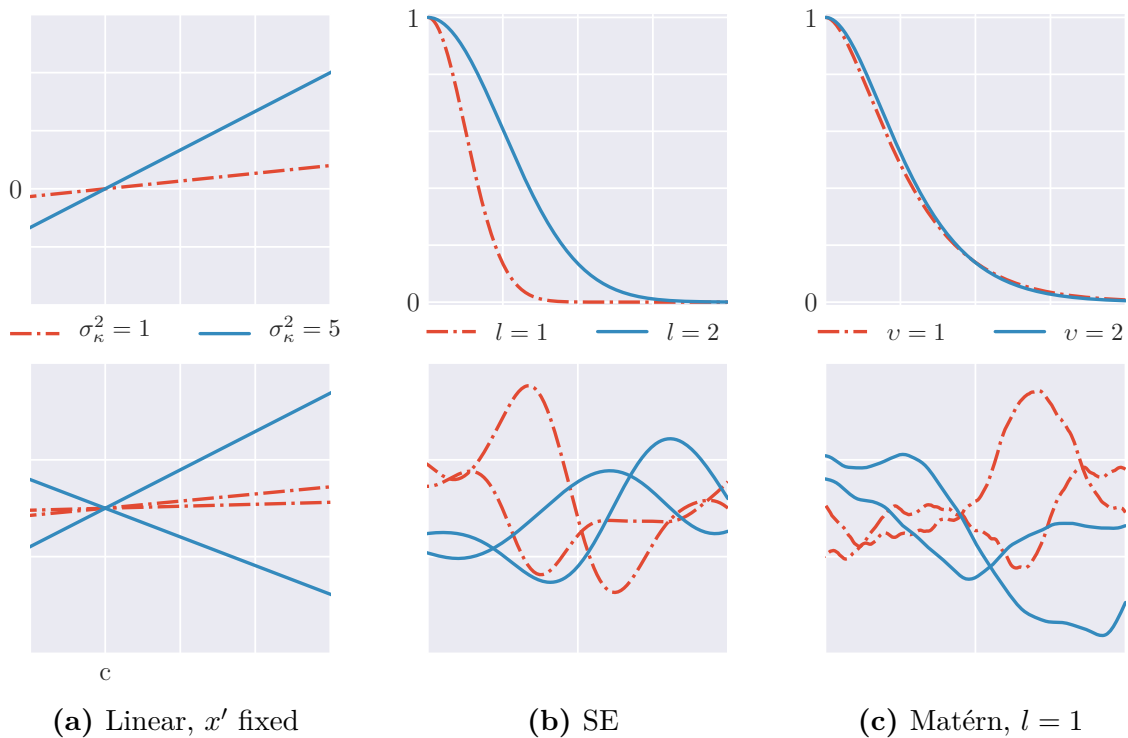 1
1
0
0
0
σ²_κ = 1
σ²_κ = 5
l = 1
l = 2
υ = 1
υ = 2
c
(a) Linear, x′ fixed
(b) SE
(c) Matérn, l = 1